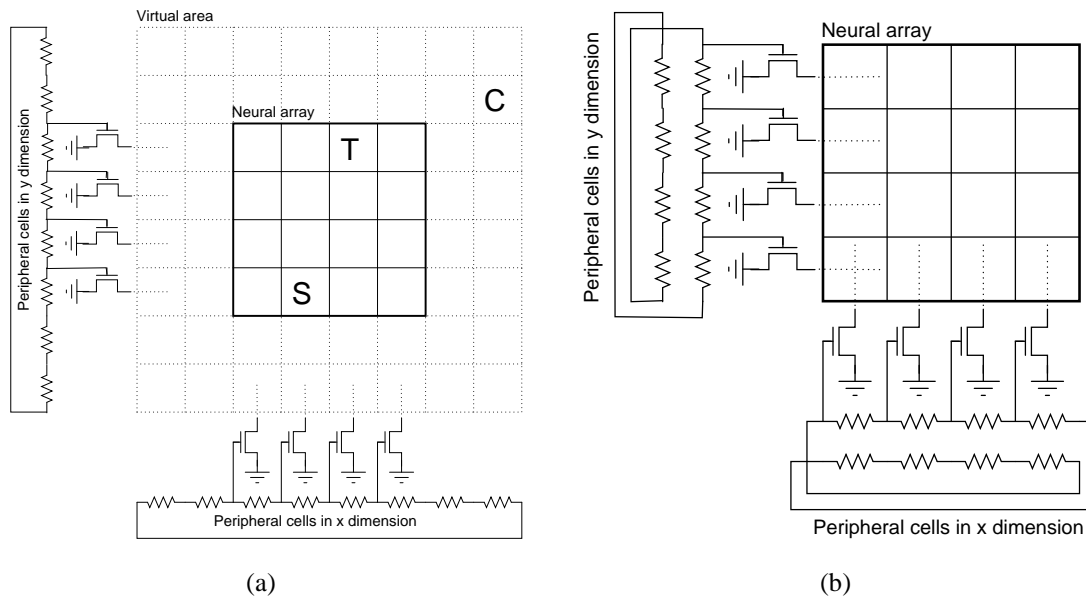 Virtual area
Neural array
C
T
S
Peripheral cells in y dimension
Peripheral cells in x dimension
(a)
Neural array
Peripheral cells in y dimension
Peripheral cells in x dimension
(b)